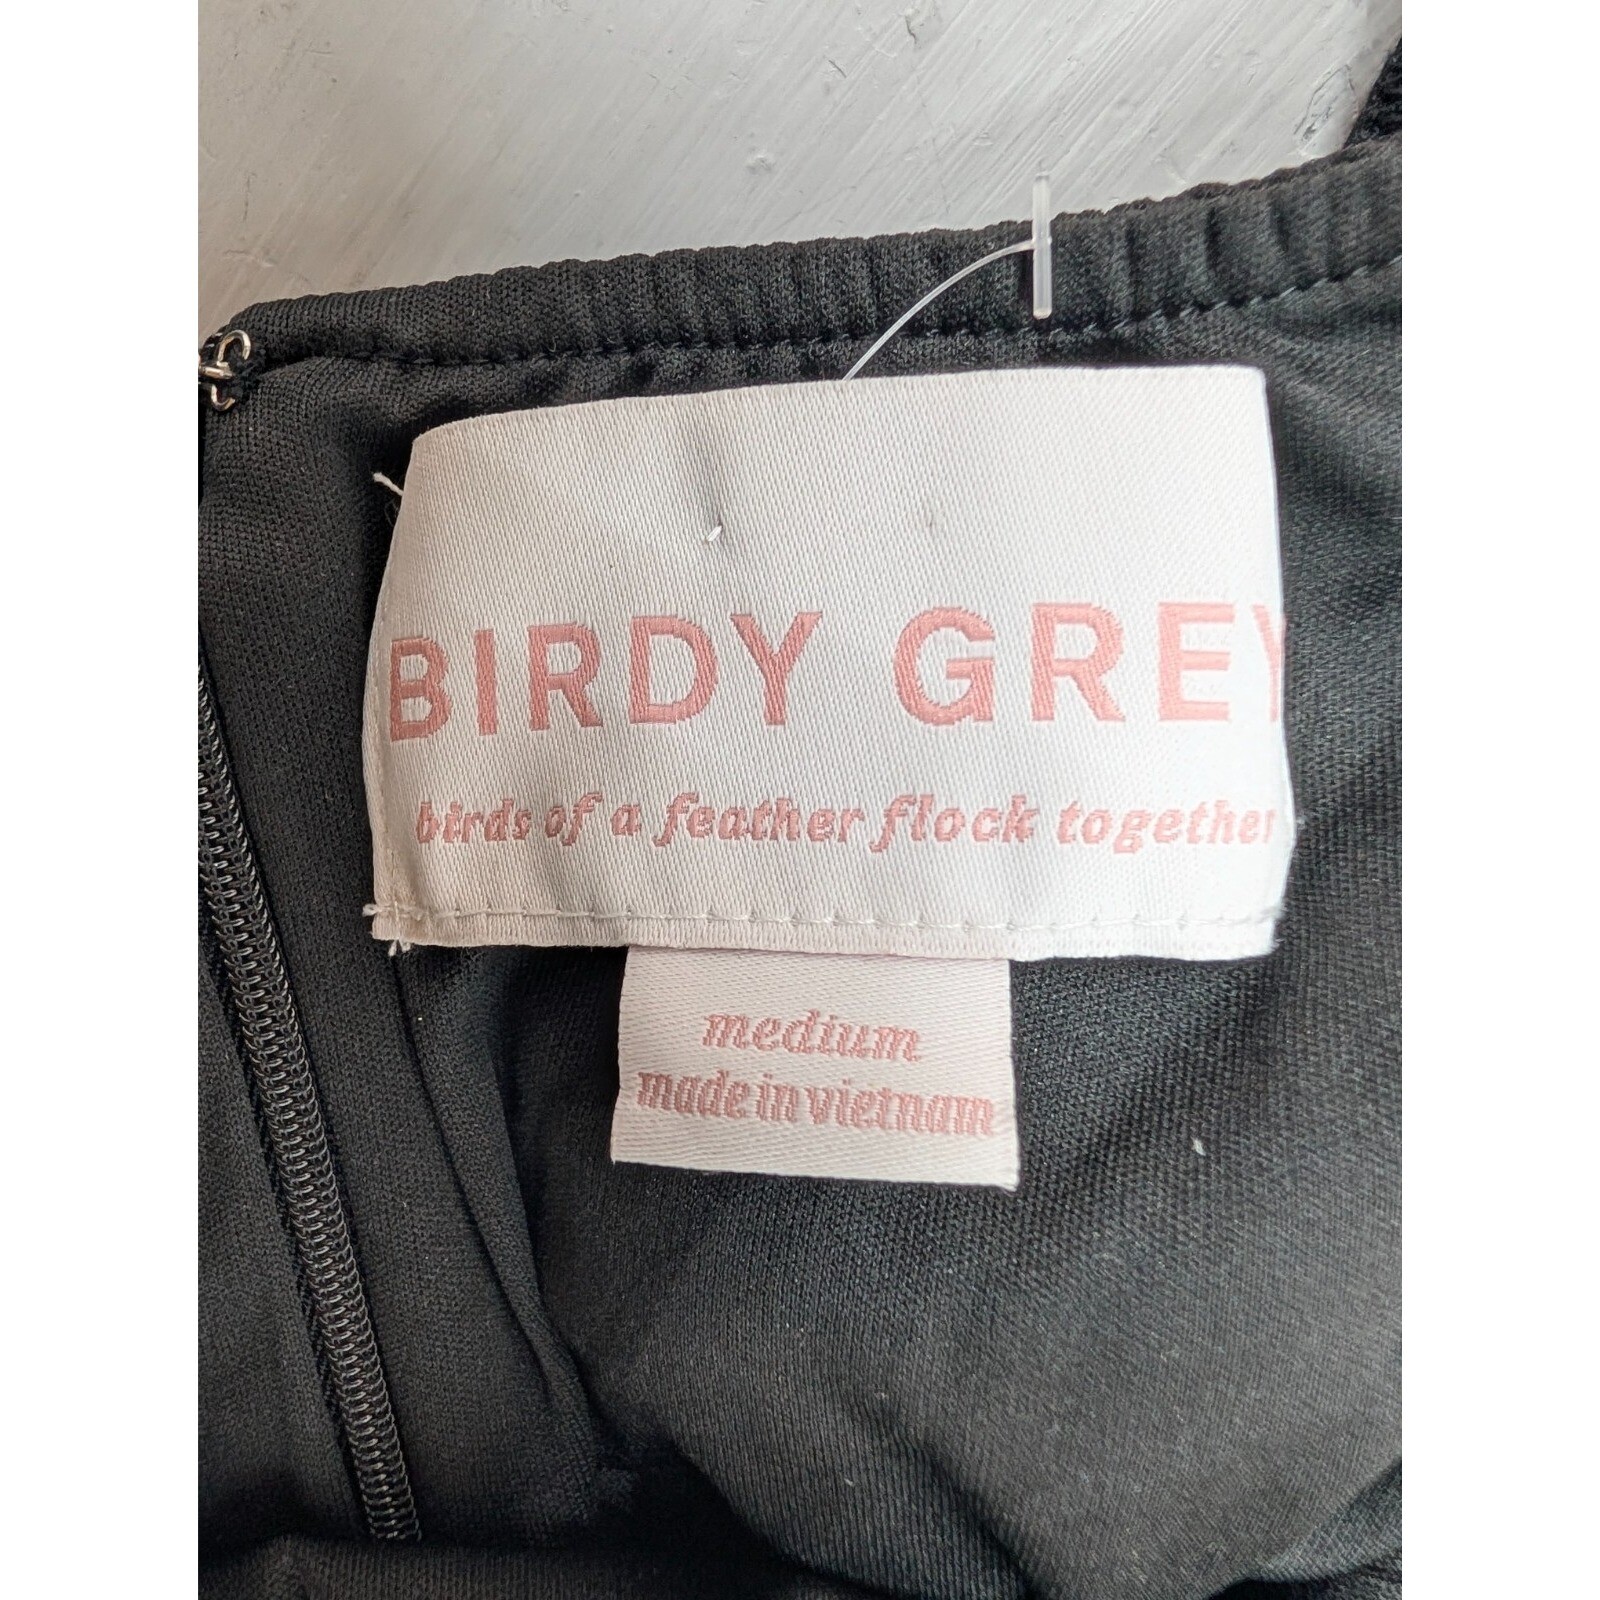 BIRDY GREY
birds of a feather flock together
medium
made in vietnam